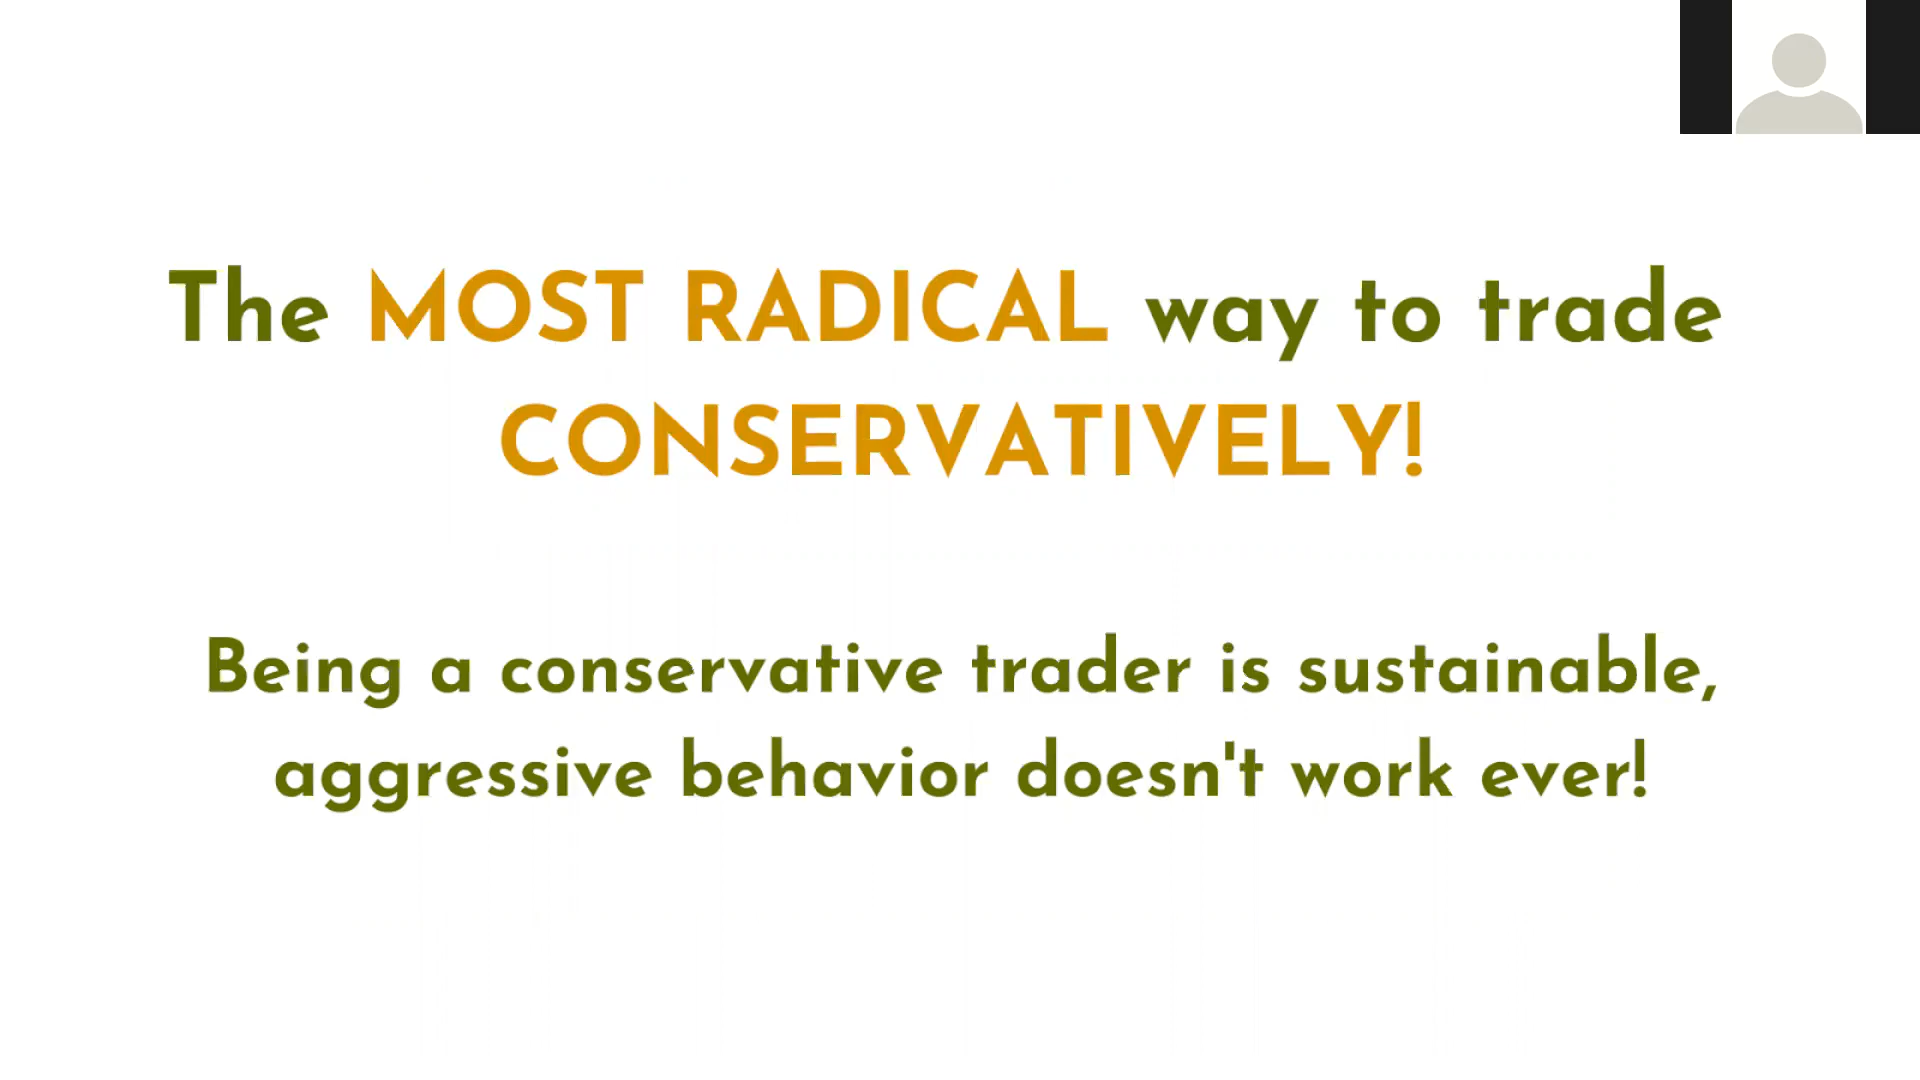 The MOST RADICAL way to trade
CONSERVATIVELY!
Being a conservative trader is sustainable,
aggressive behavior doesn't work ever!